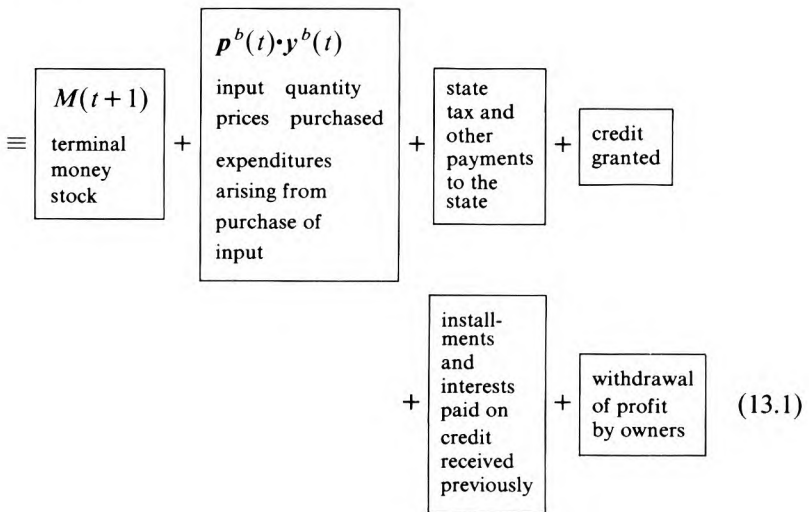 ≡ M(t+1) terminal money stock + p^b(t)·y^b(t) input quantity prices purchased expenditures arising from purchase of input + state tax and other payments to the state + credit granted
+ install-ments and interests paid on credit received previously + withdrawal of profit by owners (13.1)